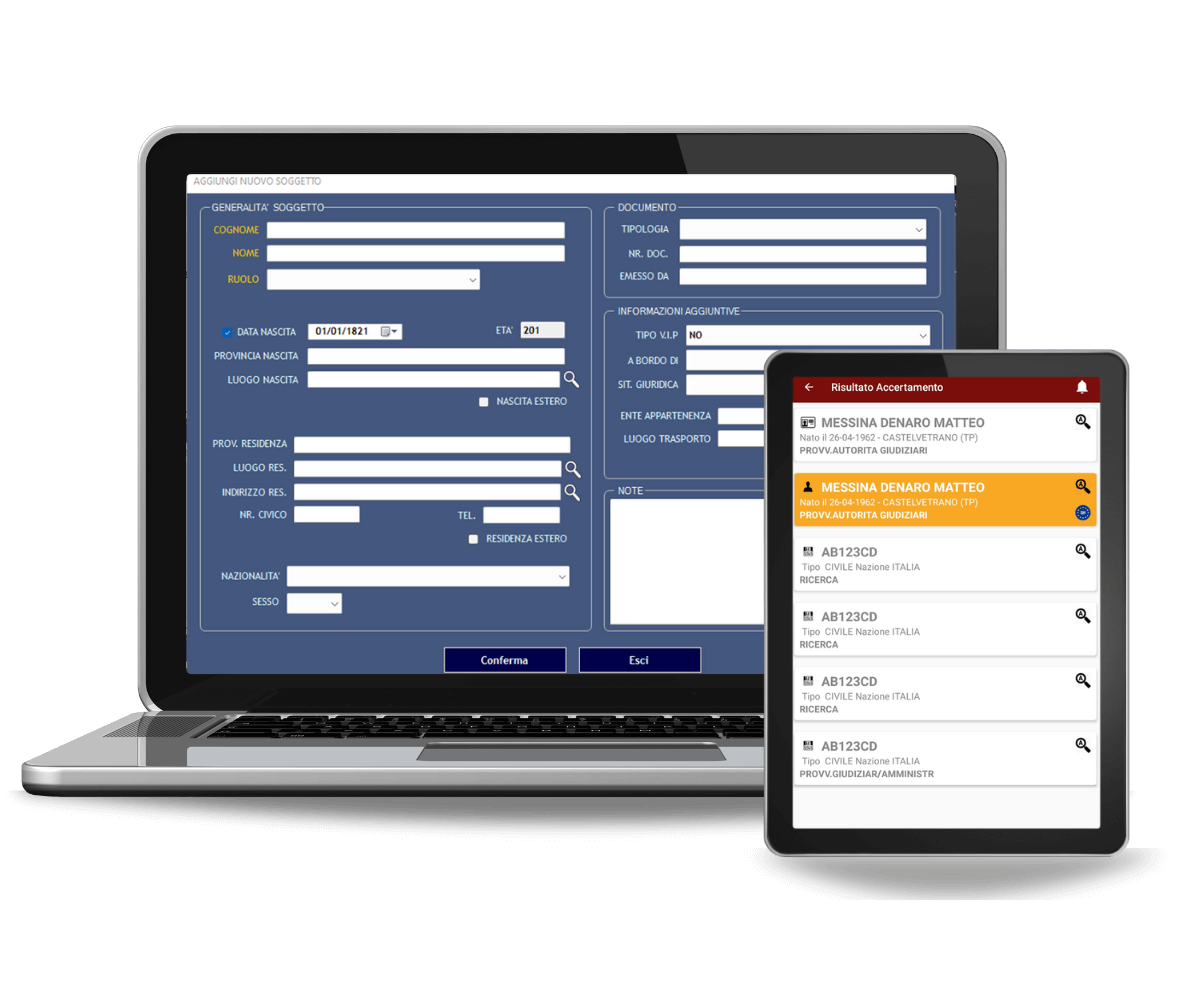 AGGIUNGI NUOVO SOGGETTO
GENERALITA' SOGGETTO
COGNOME
NOME
RUOLO
DATA NASCITA 01/01/1821 ETA' 201
PROVINCIA NASCITA
LUOGO NASCITA
NASCITA ESTERO
PROV. RESIDENZA
LUOGO RES.
INDIRIZZO RES.
NR. CIVICO TEL.
RESIDENZA ESTERO
NAZIONALITA'
SESSO
DOCUMENTO
TIPOLOGIA
NR. DOC.
EMESSO DA
INFORMAZIONI AGGIUNTIVE
TIPO V.I.P NO
A BORDO DI
SIT. GIURIDICA
ENTE APPARTENENZA
LUOGO TRASPORTO
NOTE
Conferma Esci
Risultato Accertamento
MESSINA DENARO MATTEO
Nato il 26-04-1962 - CASTELVETRANO (TP)
PROVV.AUTORITA GIUDIZIARI
MESSINA DENARO MATTEO
Nato il 26-04-1962 - CASTELVETRANO (TP)
PROVV.AUTORITA GIUDIZIARI
AB123CD
Tipo CIVILE Nazione ITALIA
RICERCA
AB123CD
Tipo CIVILE Nazione ITALIA
RICERCA
AB123CD
Tipo CIVILE Nazione ITALIA
RICERCA
AB123CD
Tipo CIVILE Nazione ITALIA
PROVV.GIUDIZIAR/AMMINISTR